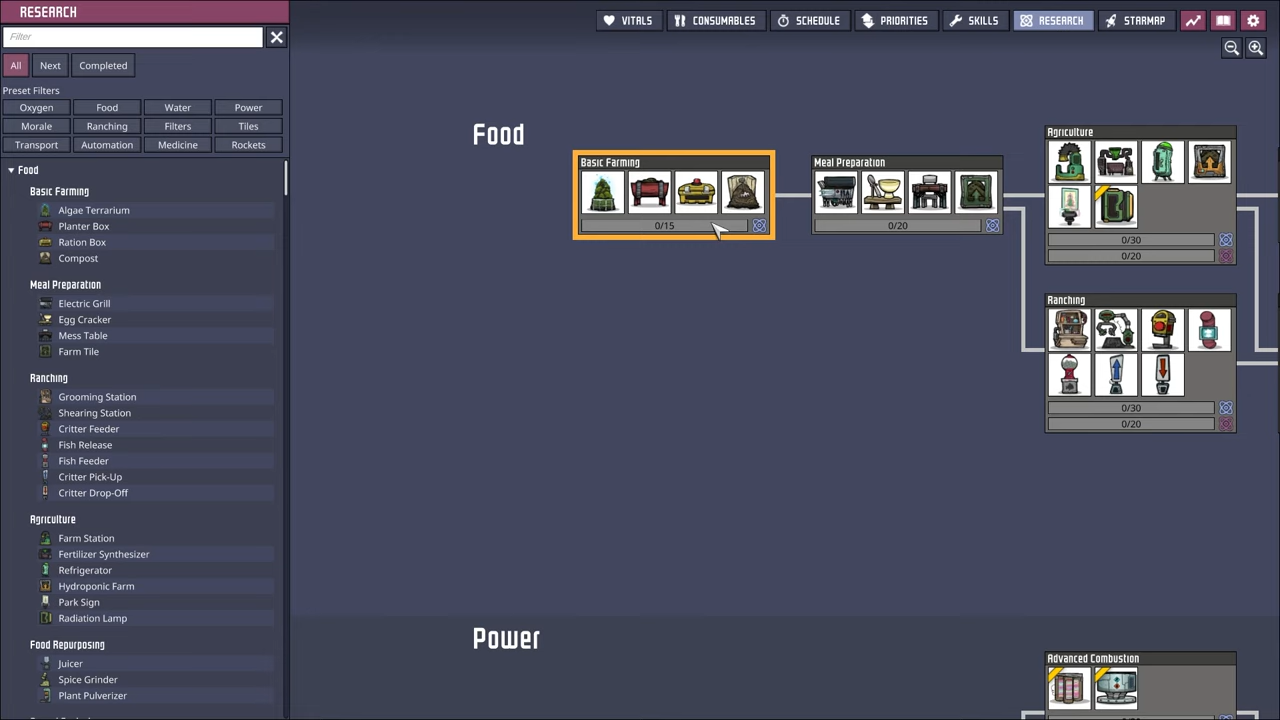 RESEARCH
VITALS
CONSUMABLES
SCHEDULE
PRIORITIES
SKILLS
RESEARCH
STARMAP
Filter
All
Next
Completed
Preset Filters
Oxygen
Food
Water
Power
Morale
Ranching
Filters
Tiles
Transport
Automation
Medicine
Rockets
Food
Basic Farming
Algae Terrarium
Planter Box
Ration Box
Compost
Meal Preparation
Electric Grill
Egg Cracker
Mess Table
Farm Tile
Ranching
Grooming Station
Shearing Station
Critter Feeder
Fish Release
Fish Feeder
Critter Pick-Up
Critter Drop-Off
Agriculture
Farm Station
Fertilizer Synthesizer
Refrigerator
Hydroponic Farm
Park Sign
Radiation Lamp
Food Repurposing
Juicer
Spice Grinder
Plant Pulverizer
Food
Basic Farming
0/15
Meal Preparation
0/20
Agriculture
0/30
0/20
Ranching
0/30
0/20
Power
Advanced Combustion